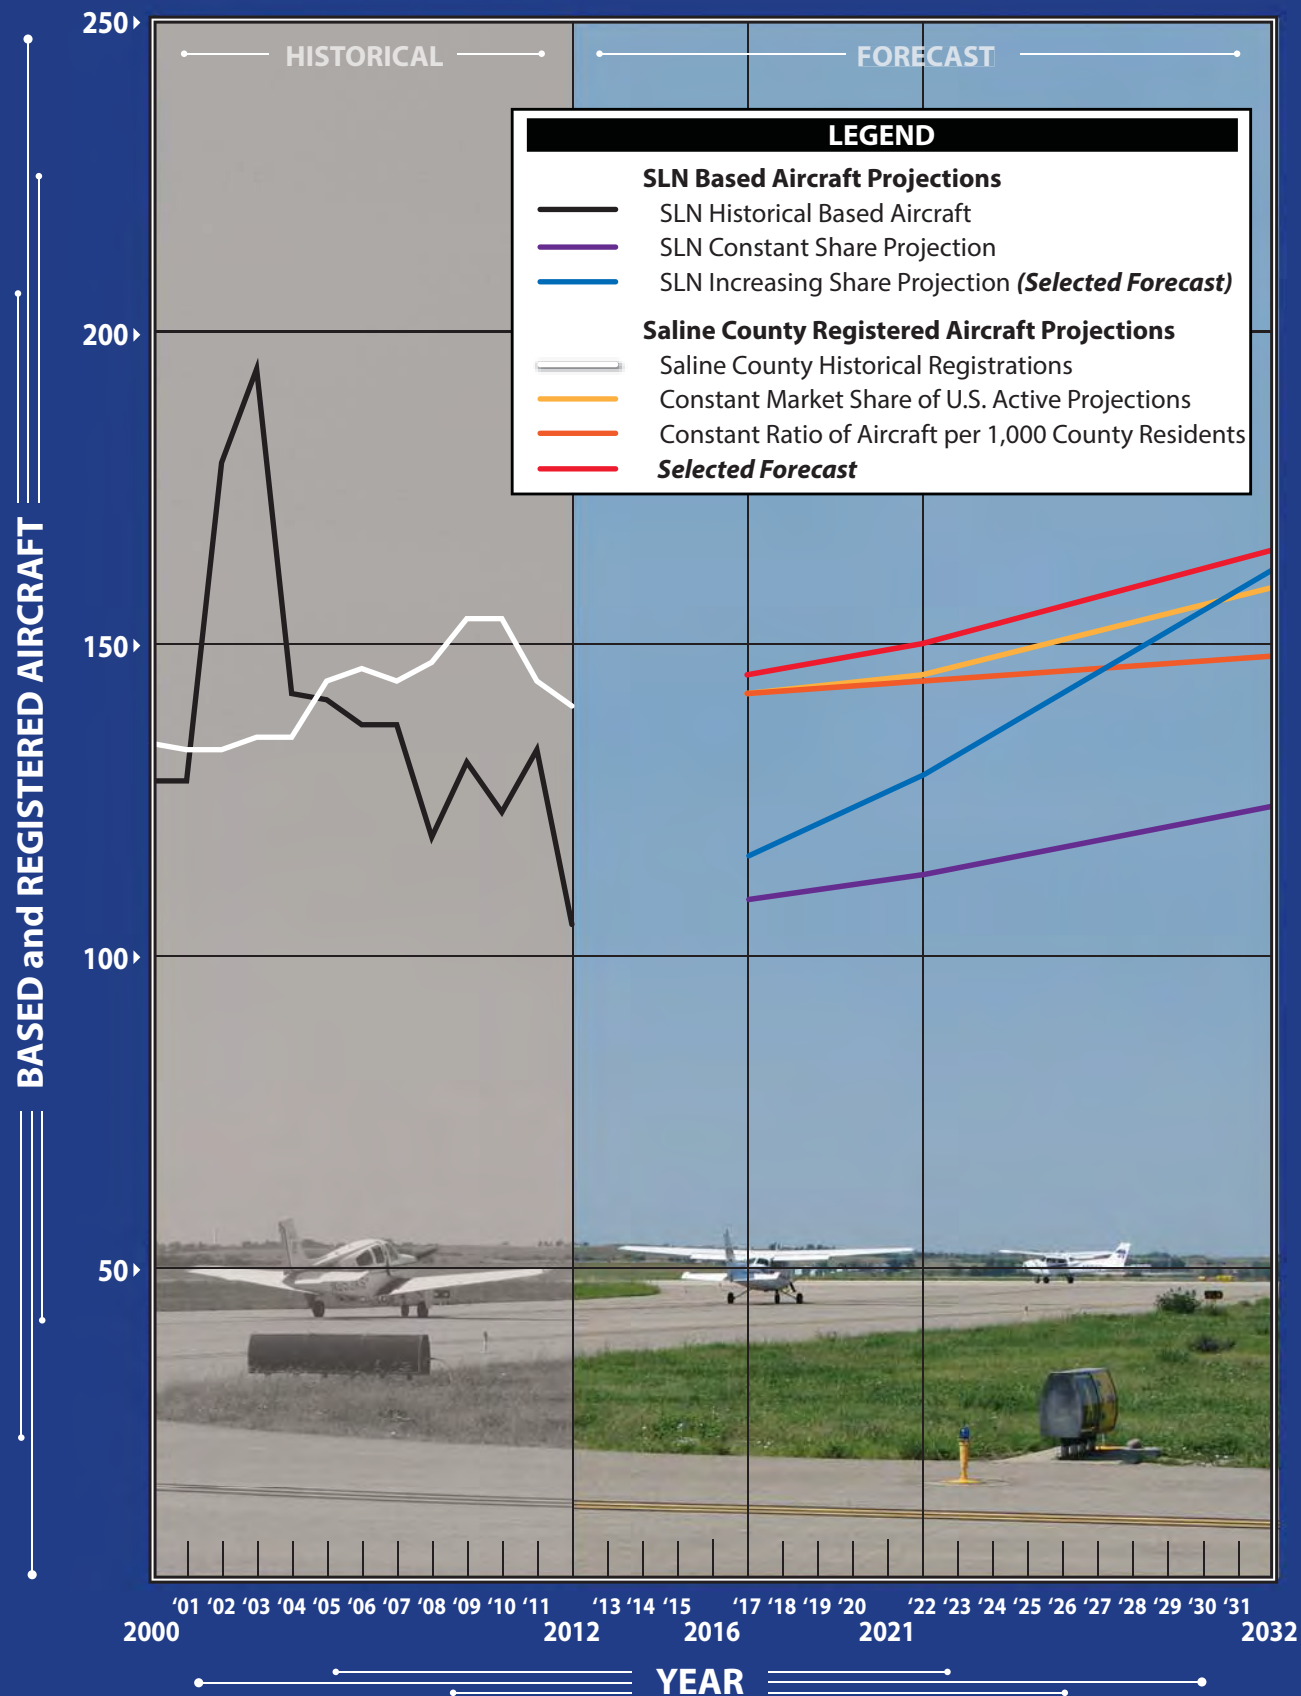 250
HISTORICAL
FORECAST
LEGEND
SLN Based Aircraft Projections
SLN Historical Based Aircraft
SLN Constant Share Projection
SLN Increasing Share Projection (Selected Forecast)
Saline County Registered Aircraft Projections
Saline County Historical Registrations
Constant Market Share of U.S. Active Projections
Constant Ratio of Aircraft per 1,000 County Residents
Selected Forecast
200
150
100
50
BASED and REGISTERED AIRCRAFT
‘01 ‘02 ‘03 ‘04 ‘05 ‘06 ‘07 ‘08 ‘09 ‘10 ‘11 ‘13 ‘14 ‘15 ‘17 ‘18 ‘19 ‘20 ‘22 ‘23 ‘24 ‘25 ‘26 ‘27 ‘28 ‘29 ‘30 ‘31
2000 2012 2016 2021 2032
YEAR